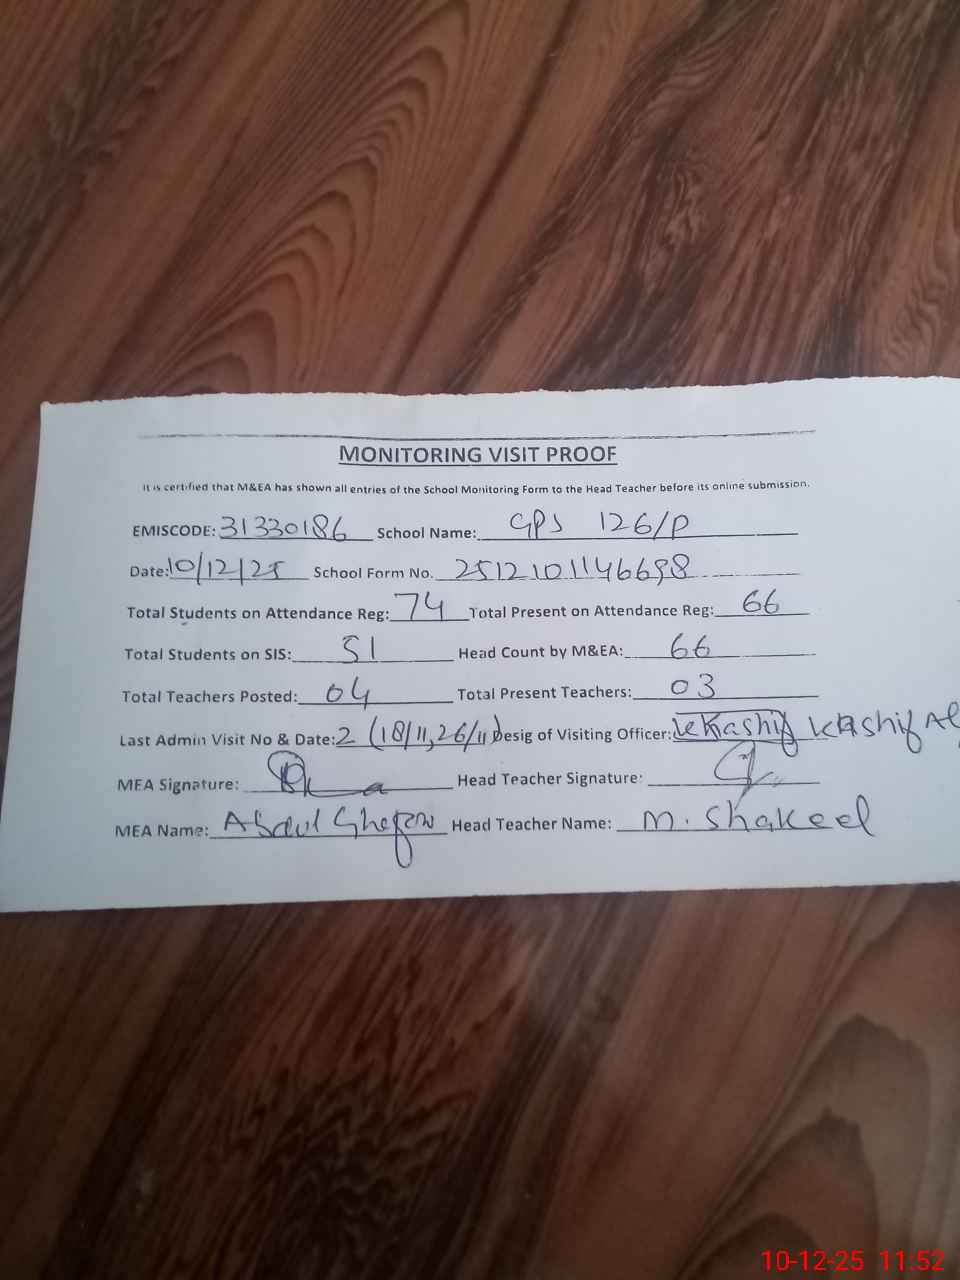 MONITORING VISIT PROOF
It is certified that M&EA has shown all entries of the School Monitoring Form to the Head Teacher before its online submission.
EMISCODE: 31330186 School Name: GPS 126/P
Date: 10/12/25 School Form No. 2512101146698
Total Students on Attendance Reg: 74 Total Present on Attendance Reg: 66
Total Students on SIS: 51 Head Count by M&EA: 66
Total Teachers Posted: 04 Total Present Teachers: 03
Last Admin Visit No & Date: 2 (18/11, 26/11) Desig of Visiting Officer: Kashif Kashif
MEA Signature: Head Teacher Signature:
MEA Name: Abdul Head Teacher Name: M. Shakeel
10-12-25 11:52